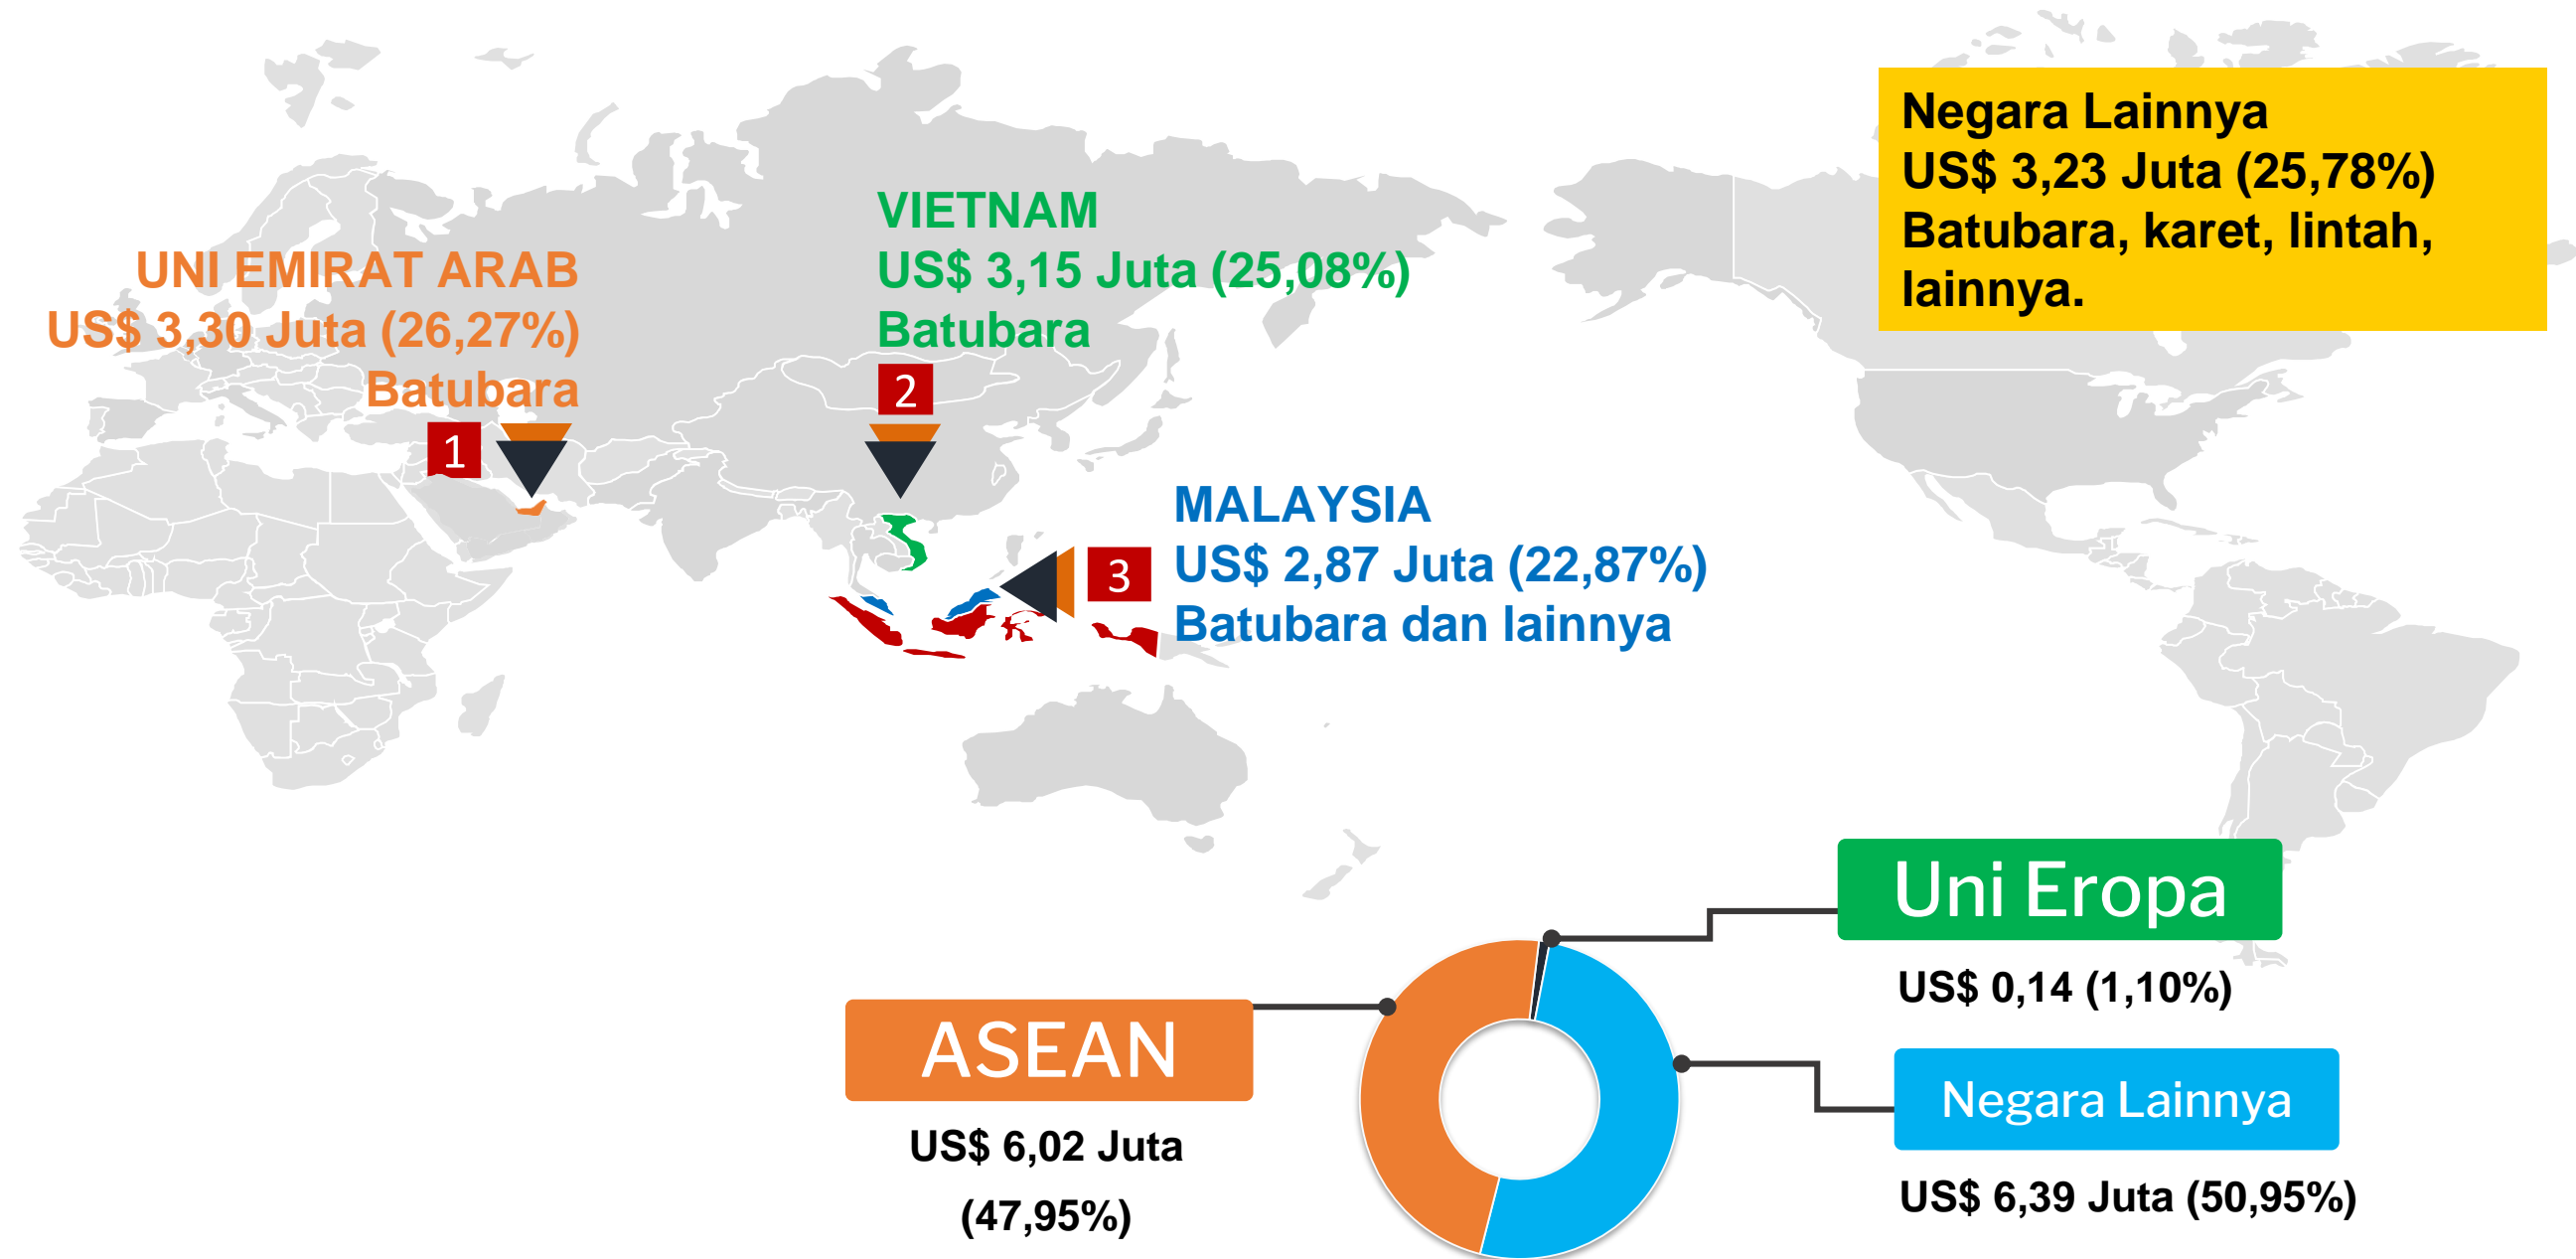 Negara Lainnya
US$ 3,23 Juta (25,78%)
Batubara, karet, lintah,
lainnya.
VIETNAM
US$ 3,15 Juta (25,08%)
Batubara
2
UNI EMIRAT ARAB
US$ 3,30 Juta (26,27%)
Batubara
1
MALAYSIA
US$ 2,87 Juta (22,87%)
Batubara dan lainnya
3
Uni Eropa
US$ 0,14 (1,10%)
ASEAN
US$ 6,02 Juta
(47,95%)
Negara Lainnya
US$ 6,39 Juta (50,95%)